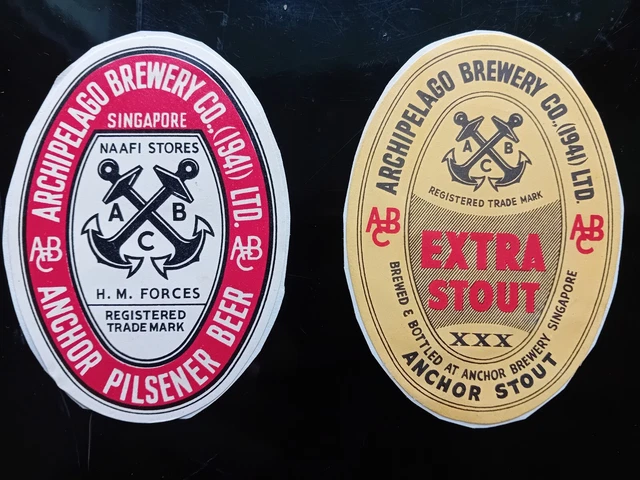 ARCHIPELAGO BREWERY CO., (1941) LTD.
SINGAPORE
NAAFI STORES
A B
C
H. M. FORCES
REGISTERED
TRADE MARK
ABC ABC
ANCHOR PILSENER BEER
ARCHIPELAGO BREWERY CO., (1941) LTD.
A B
C
REGISTERED TRADE MARK
ABC ABC
EXTRA
STOUT
XXX
BREWED & BOTTLED AT ANCHOR BREWERY SINGAPORE
ANCHOR STOUT